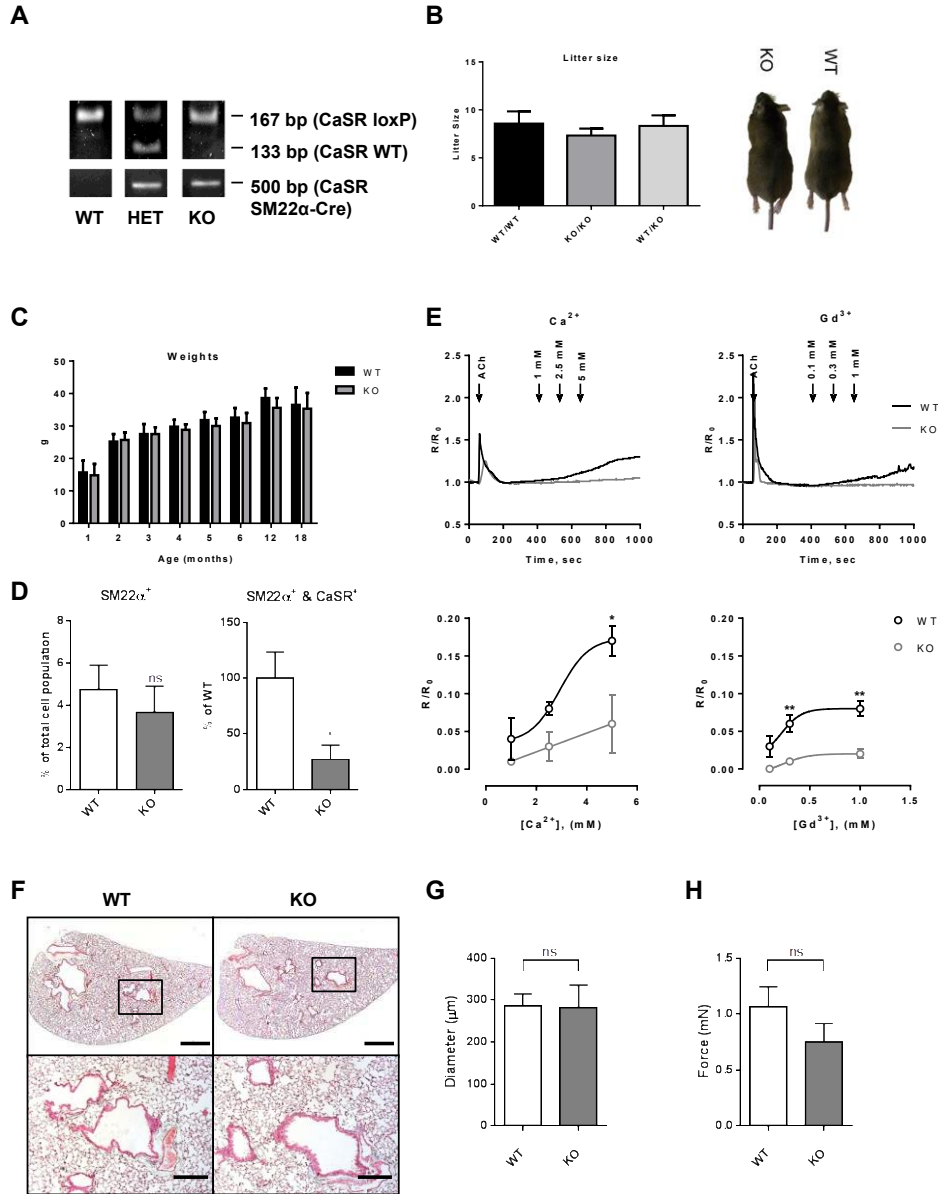 A
167 bp (CaSR loxP)
133 bp (CaSR WT)
500 bp (CaSR
SM22α-Cre)
WT HET KO
B
Litter size
Litter Size
15
10
5
0
WT/WT KO/KO WT/KO
KO WT
C
Weights
WT
KO
g
50
40
30
20
10
0
1 2 3 4 5 6 12 18
Age (months)
D
SM22α⁺
% of total cell population
8
6
4
2
0
ns
WT KO
SM22α⁺ & CaSR⁺
% of WT
150
100
50
0
*
WT KO
E
Ca²⁺
R/R₀
2.5
2.0
1.5
1.0
0.5
ACh 1 mM 2.5 mM 5 mM
0 200 400 600 800 1000
Time, sec
Gd³⁺
R/R₀
2.5
2.0
1.5
1.0
0.5
ACh 0.1 mM 0.3 mM 1 mM
WT
KO
0 200 400 600 800 1000
Time, sec
R/R₀
0.20
0.15
0.10
0.05
0.00
*
0 2 4 6
[Ca²⁺], (mM)
R/R₀
0.20
0.15
0.10
0.05
0.00
** **
WT
KO
0.0 0.5 1.0 1.5
[Gd³⁺], (mM)
F
WT KO
G
Diameter (μm)
400
300
200
100
0
ns
WT KO
H
Force (mN)
1.5
1.0
0.5
0.0
ns
WT KO